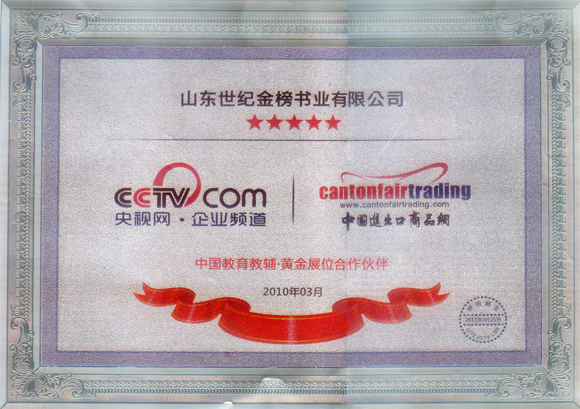 山东世纪金榜书业有限公司
CCTV.com
央视网·企业频道
cantonfairtrading
www.cantonfairtrading.com
中国進出口商品網
中国教育教辅·黄金展位合作伙伴
2010年03月